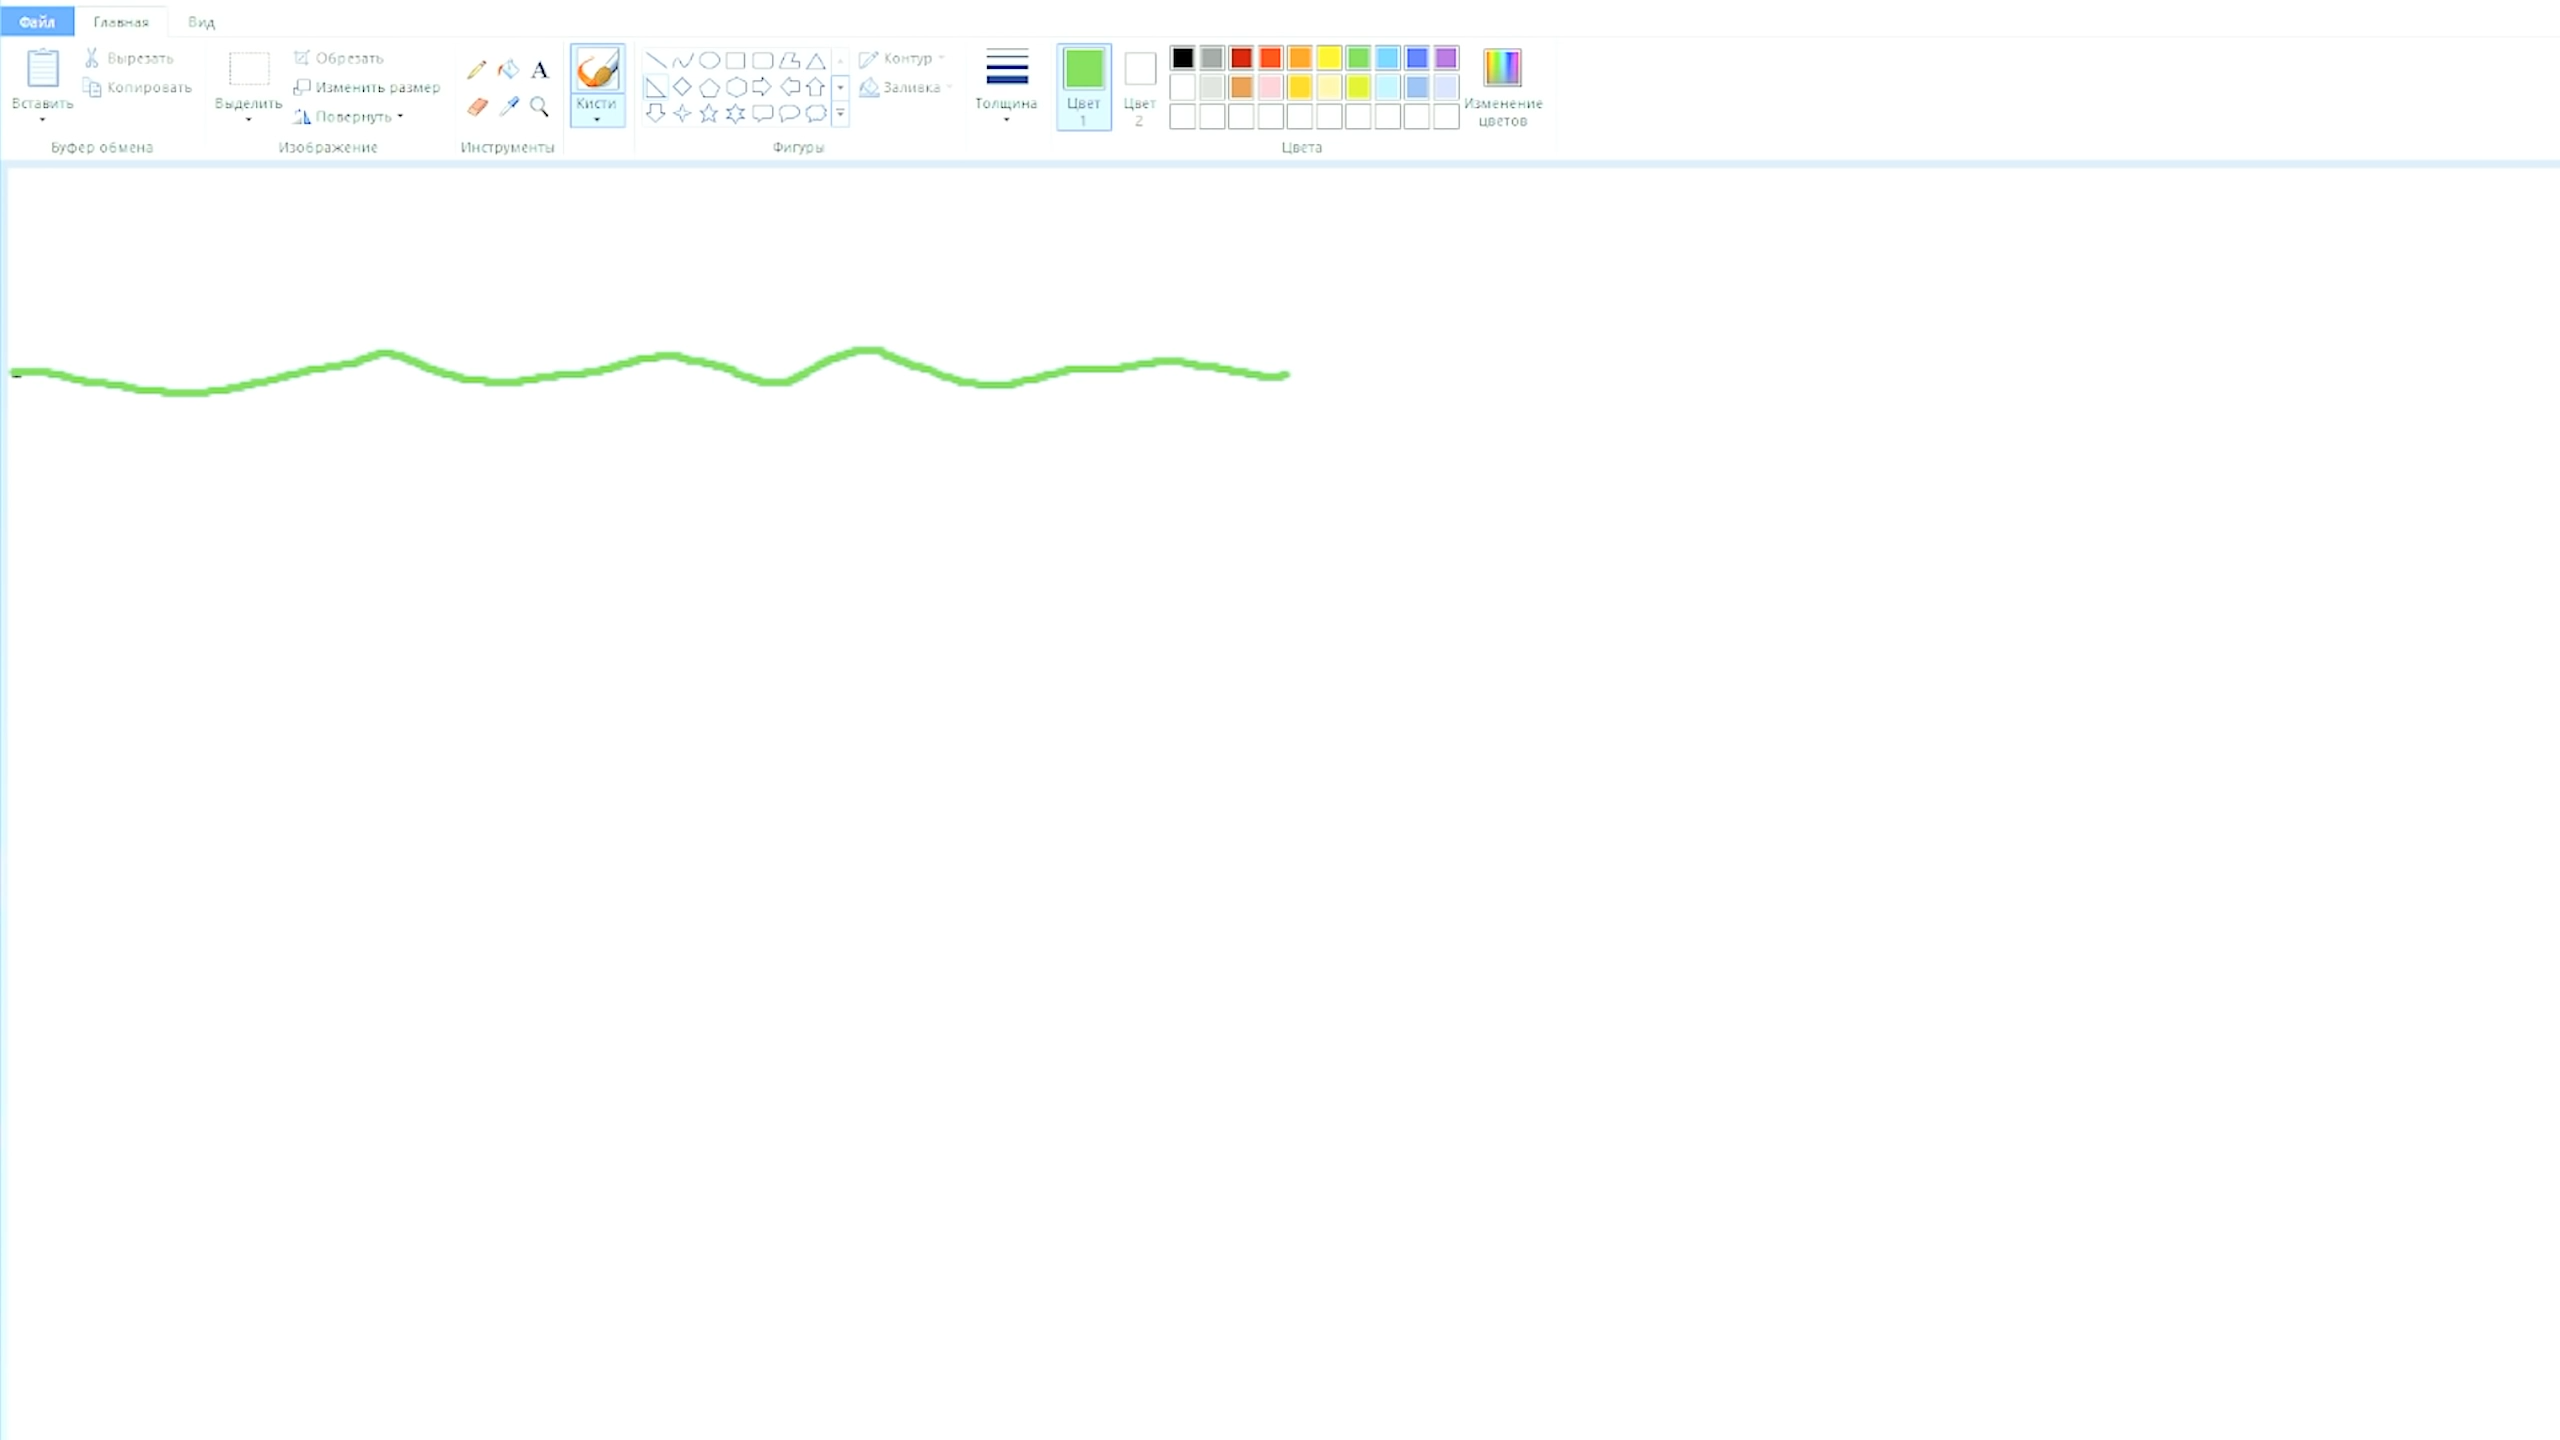 Файл Главная Вид
Вставить
Вырезать
Копировать
Буфер обмена
Выделить
Обрезать
Изменить размер
Повернуть
Изображение
A
Инструменты
Кисти
Контур
Заливка
Фигуры
Толщина
Цвет
1
Цвет
2
Изменение
цветов
Цвета